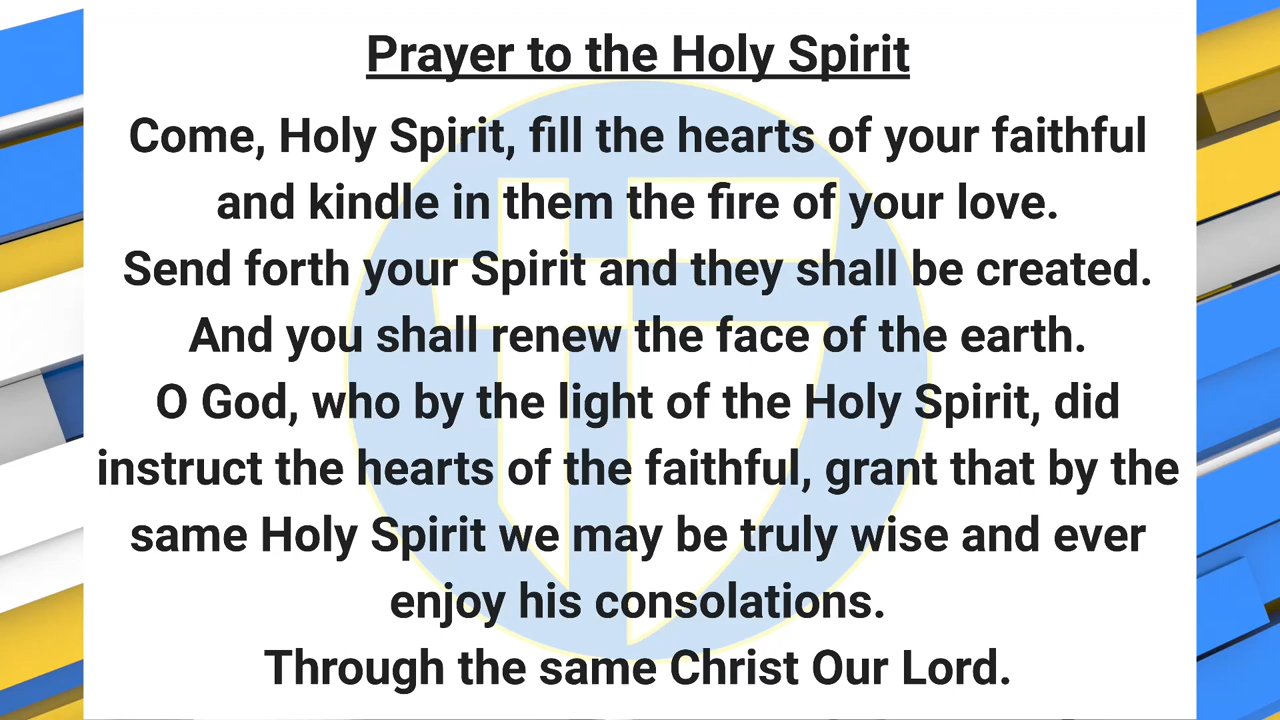 Prayer to the Holy Spirit
Come, Holy Spirit, fill the hearts of your faithful
and kindle in them the fire of your love.
Send forth your Spirit and they shall be created.
And you shall renew the face of the earth.
O God, who by the light of the Holy Spirit, did
instruct the hearts of the faithful, grant that by the
same Holy Spirit we may be truly wise and ever
enjoy his consolations.
Through the same Christ Our Lord.